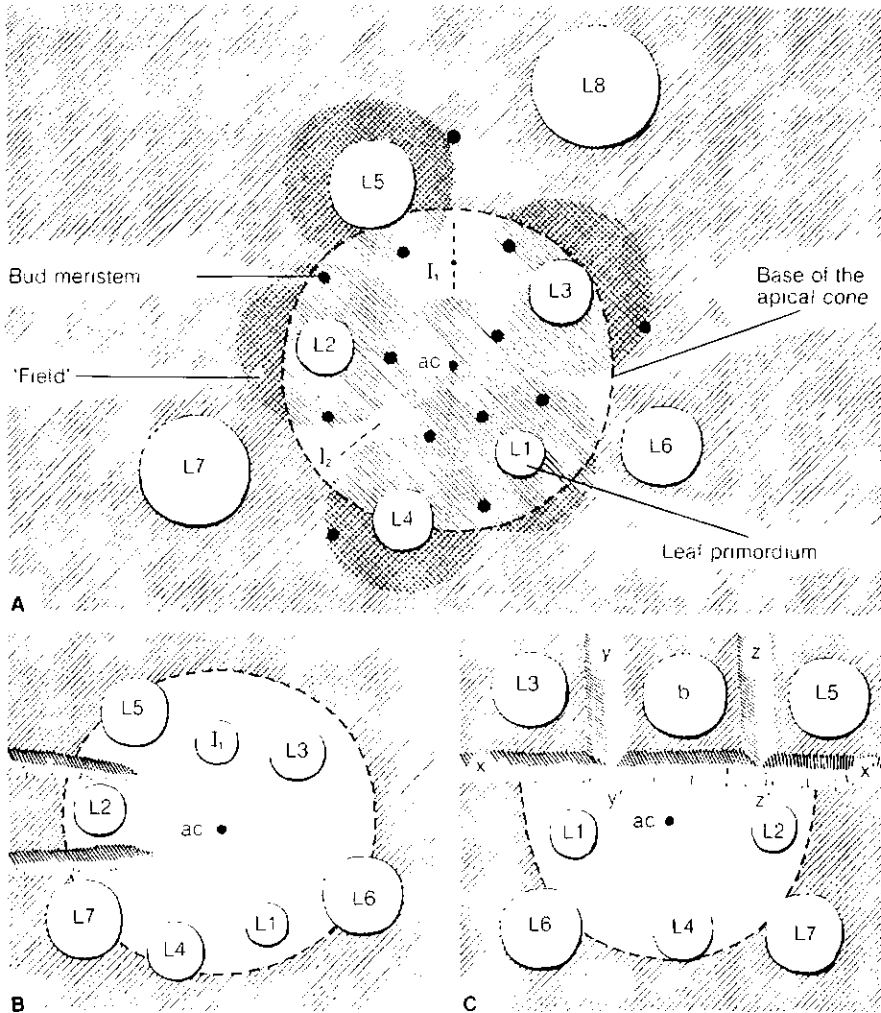 L8
L5
Bud meristem
I₁
L3
Base of the
apical cone
L2
ac
'Field'
L7
I₂
L1
L6
L4
Leaf primordium
A
L5
I₁
L3
L2
ac
L7
L4
L1
L6
B
y
z
L3
b
L5
x
x'
y'
z'
L1
ac
L2
L6
L4
L7
C